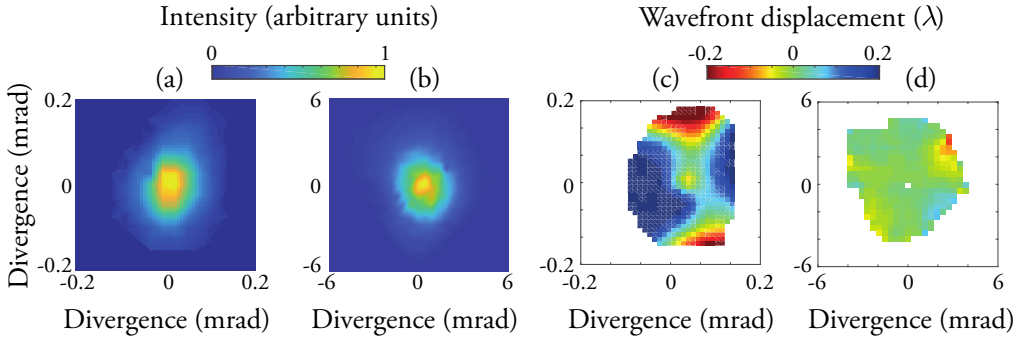 Intensity (arbitrary units)
Wavefront displacement (λ)
0 1
-0.2 0 0.2
(a) (b) (c) (d)
Divergence (mrad)
0.2 6 0.2 6
0 0 0 0
-0.2 -6 -0.2 -6
-0.2 0 0.2 -6 0 6 -0.2 0 0.2 -6 0 6
Divergence (mrad) Divergence (mrad) Divergence (mrad) Divergence (mrad)